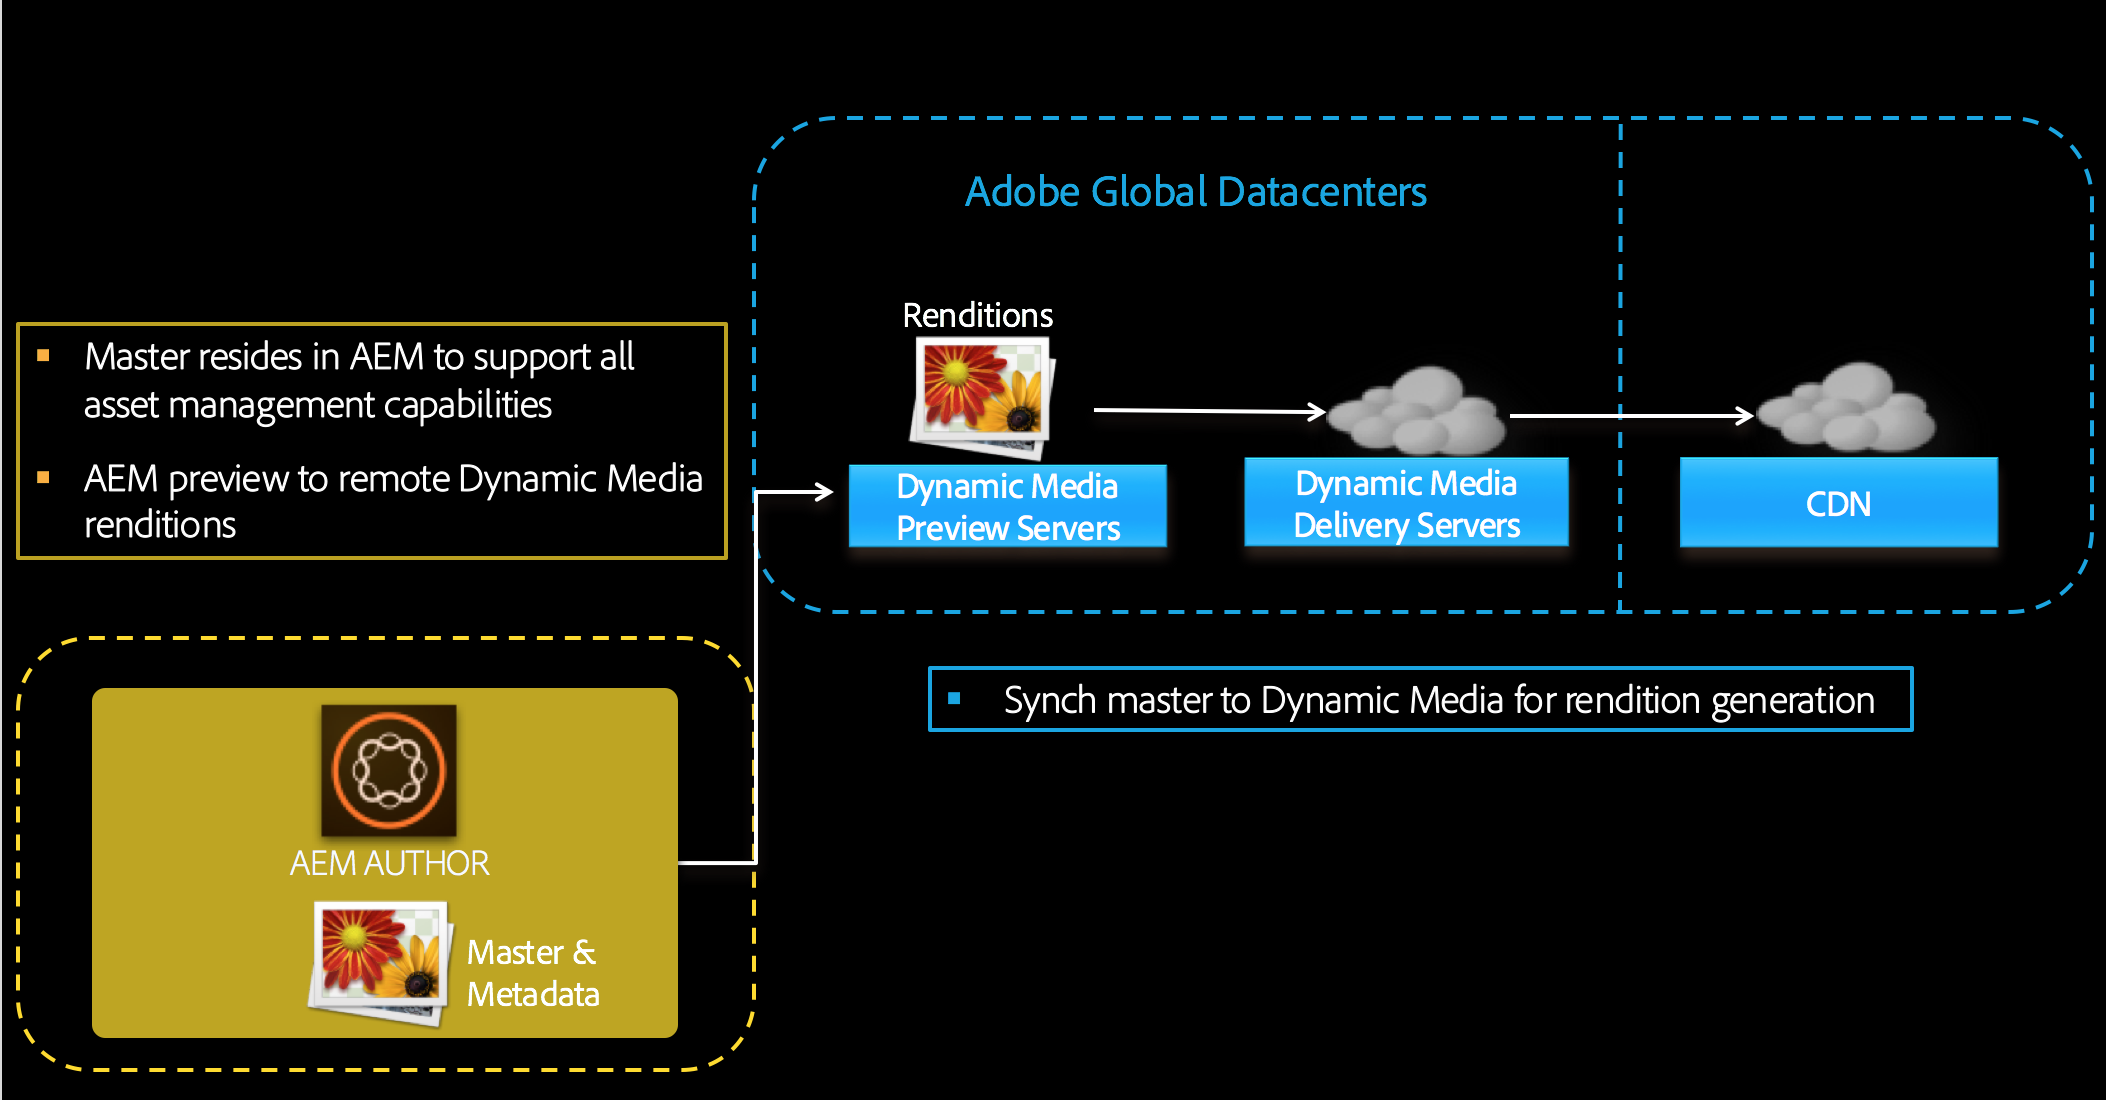 Adobe Global Datacenters
Renditions
Master resides in AEM to support all
asset management capabilities
AEM preview to remote Dynamic Media
renditions
Dynamic Media
Preview Servers
Dynamic Media
Delivery Servers
CDN
Synch master to Dynamic Media for rendition generation
AEM AUTHOR
Master &
Metadata